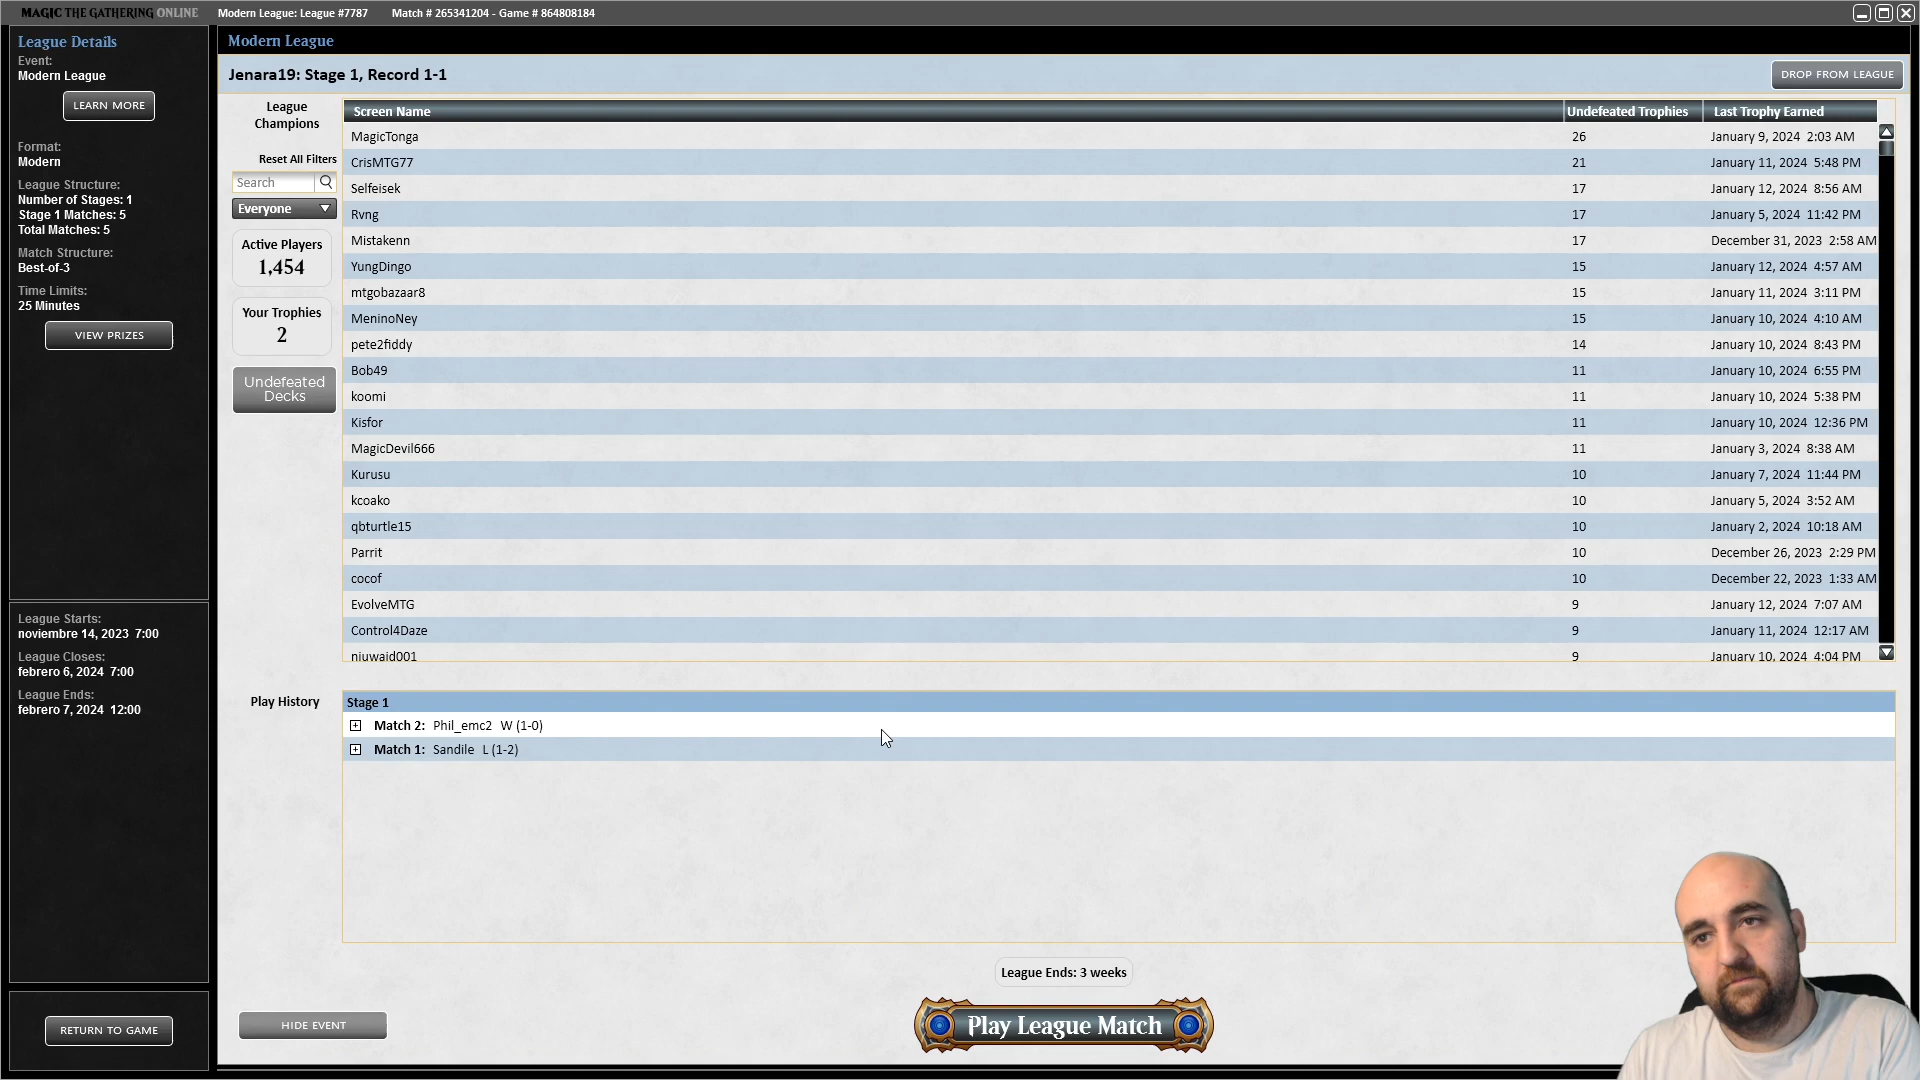 MAGIC THE GATHERING ONLINE Modern League: League #7787 Match # 265341204 - Game # 864808184
League Details
Event:
Modern League
LEARN MORE
Format:
Modern
League Structure:
Number of Stages: 1
Stage 1 Matches: 5
Total Matches: 5
Match Structure:
Best-of-3
Time Limits:
25 Minutes
VIEW PRIZES
League Starts:
noviembre 14, 2023 7:00
League Closes:
febrero 6, 2024 7:00
League Ends:
febrero 7, 2024 12:00
RETURN TO GAME
Modern League
Jenara19: Stage 1, Record 1-1
DROP FROM LEAGUE
League
Champions
Reset All Filters
Search
Everyone
Active Players
1,454
Your Trophies
2
Undefeated
Decks
Screen Name Undefeated Trophies Last Trophy Earned
MagicTonga 26 January 9, 2024 2:03 AM
CrisMTG77 21 January 11, 2024 5:48 PM
Selfeisek 17 January 12, 2024 8:56 AM
Rvng 17 January 5, 2024 11:42 PM
Mistakenn 17 December 31, 2023 2:58 AM
YungDingo 15 January 12, 2024 4:57 AM
mtgobazaar8 15 January 11, 2024 3:11 PM
MeninoNey 15 January 10, 2024 4:10 AM
pete2fiddy 14 January 10, 2024 8:43 PM
Bob49 11 January 10, 2024 6:55 PM
koomi 11 January 10, 2024 5:38 PM
Kisfor 11 January 10, 2024 12:36 PM
MagicDevil666 11 January 3, 2024 8:38 AM
Kurusu 10 January 7, 2024 11:44 PM
kcoako 10 January 5, 2024 3:52 AM
qbturtle15 10 January 2, 2024 10:18 AM
Parrit 10 December 26, 2023 2:29 PM
cocof 10 December 22, 2023 1:33 AM
EvolveMTG 9 January 12, 2024 7:07 AM
Control4Daze 9 January 11, 2024 12:17 AM
niuwaid001 9 January 10, 2024 4:04 PM
Play History
Stage 1
Match 2: Phil_emc2 W (1-0)
Match 1: Sandile L (1-2)
League Ends: 3 weeks
HIDE EVENT
Play League Match